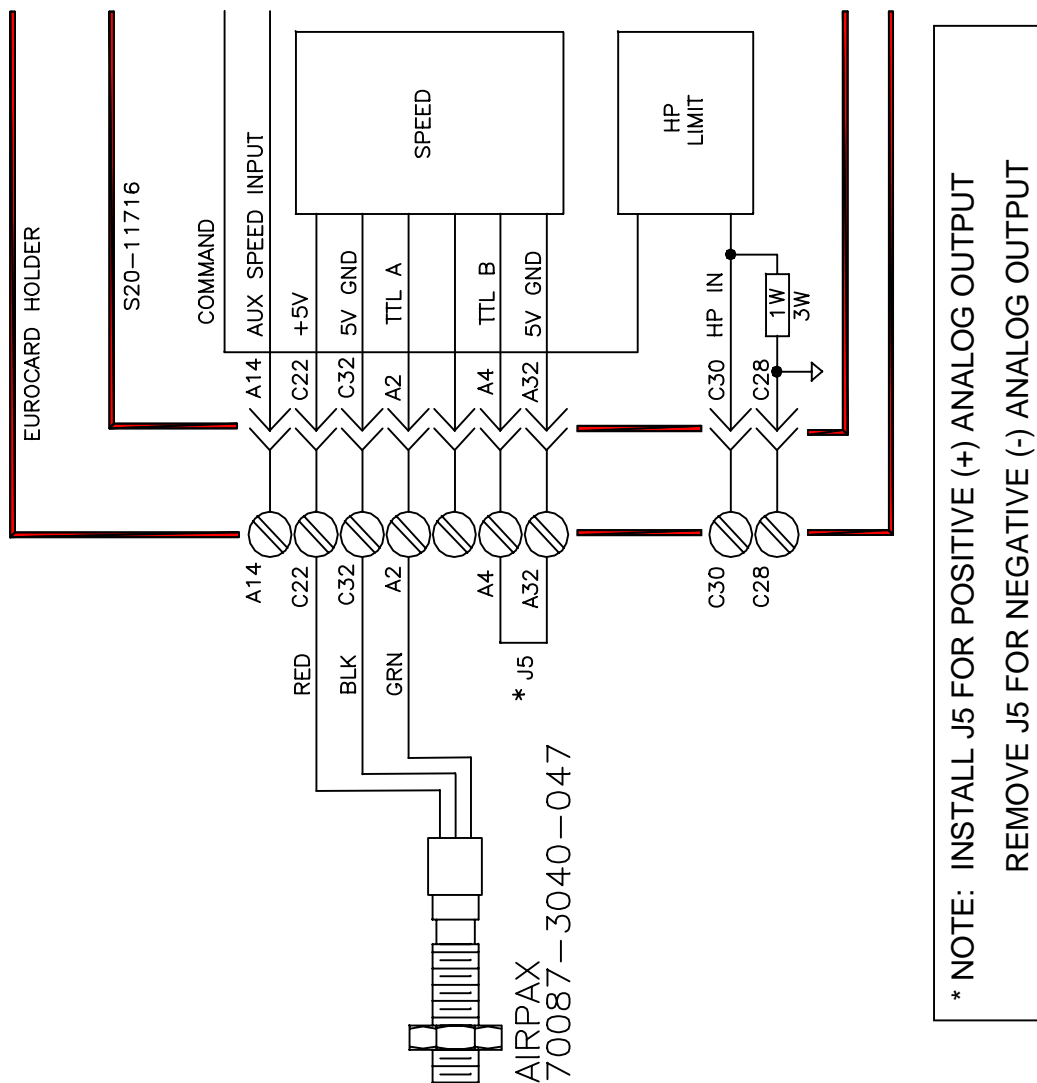 EUROCARD HOLDER
S20-11716
COMMAND
A14 AUX SPEED INPUT
C22 +5V
C32 5V GND
A2 TTL A
A4 TTL B
A32 5V GND
SPEED
C30 HP IN
C28
1W
3W
HP
LIMIT
A14
C22
C32
A2
A4
A32
C30
C28
RED
BLK
GRN
* J5
AIRPAX
70087-3040-047
* NOTE: INSTALL J5 FOR POSITIVE (+) ANALOG OUTPUT
REMOVE J5 FOR NEGATIVE (-) ANALOG OUTPUT